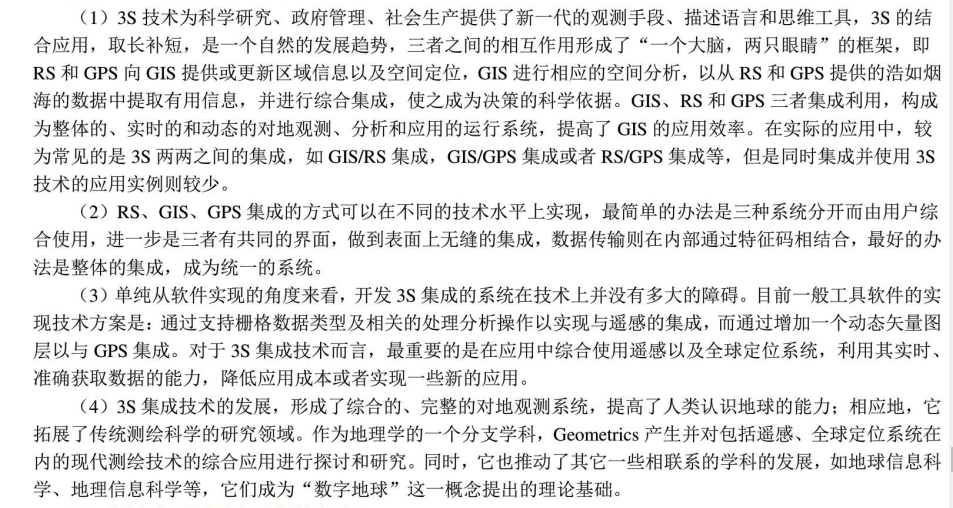 （1）3S 技术为科学研究、政府管理、社会生产提供了新一代的观测手段、描述语言和思维工具，3S 的结
合应用，取长补短，是一个自然的发展趋势，三者之间的相互作用形成了“一个大脑，两只眼睛”的框架，即
RS 和 GPS 向 GIS 提供或更新区域信息以及空间定位，GIS 进行相应的空间分析，以从 RS 和 GPS 提供的浩如烟
海的数据中提取有用信息，并进行综合集成，使之成为决策的科学依据。GIS、RS 和 GPS 三者集成利用，构成
为整体的、实时的和动态的对地观测、分析和应用的运行系统，提高了 GIS 的应用效率。在实际的应用中，较
为常见的是 3S 两两之间的集成，如 GIS/RS 集成，GIS/GPS 集成或者 RS/GPS 集成等，但是同时集成并使用 3S
技术的应用实例则较少。
（2）RS、GIS、GPS 集成的方式可以在不同的技术水平上实现，最简单的办法是三种系统分开而由用户综
合使用，进一步是三者有共同的界面，做到表面上无缝的集成，数据传输则在内部通过特征码相结合，最好的办
法是整体的集成，成为统一的系统。
（3）单纯从软件实现的角度来看，开发 3S 集成的系统在技术上并没有多大的障碍。目前一般工具软件的实
现技术方案是：通过支持栅格数据类型及相关的处理分析操作以实现与遥感的集成，而通过增加一个动态矢量图
层以与 GPS 集成。对于 3S 集成技术而言，最重要的是在应用中综合使用遥感以及全球定位系统，利用其实时、
准确获取数据的能力，降低应用成本或者实现一些新的应用。
（4）3S 集成技术的发展，形成了综合的、完整的对地观测系统，提高了人类认识地球的能力；相应地，它
拓展了传统测绘科学的研究领域。作为地理学的一个分支学科，Geometrics 产生并对包括遥感、全球定位系统在
内的现代测绘技术的综合应用进行探讨和研究。同时，它也推动了其它一些相联系的学科的发展，如地球信息科
学、地理信息科学等，它们成为“数字地球”这一概念提出的理论基础。